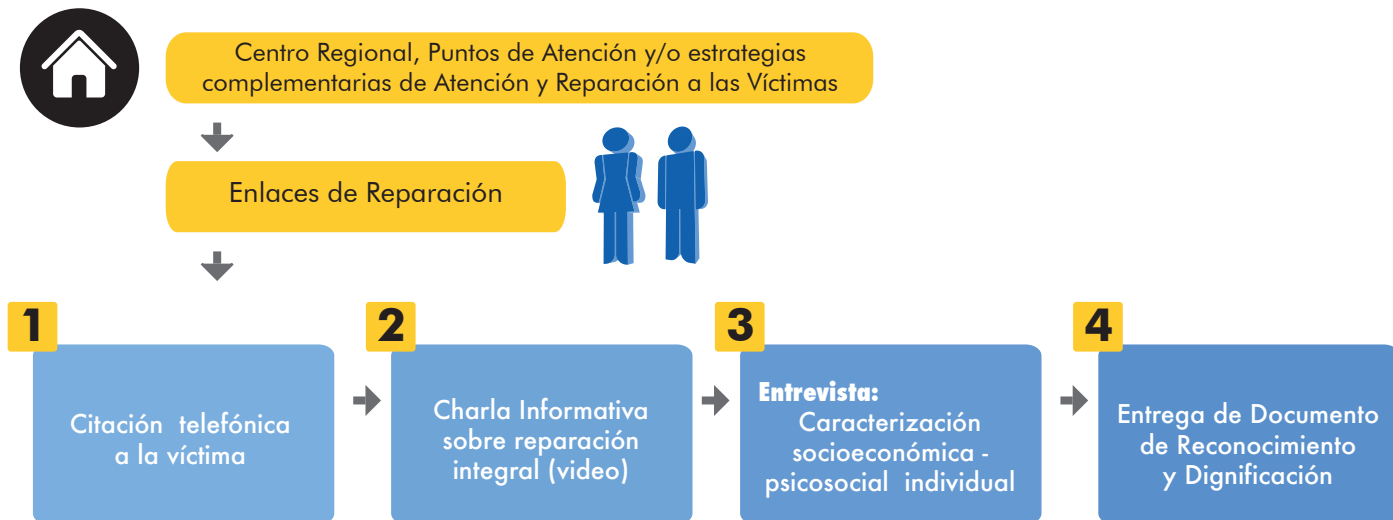 Centro Regional, Puntos de Atención y/o estrategias
complementarias de Atención y Reparación a las Víctimas
Enlaces de Reparación
1
Citación telefónica
a la víctima
2
Charla Informativa
sobre reparación
integral (video)
3
Entrevista:
Caracterización
socioeconómica -
psicosocial individual
4
Entrega de Documento
de Reconocimiento
y Dignificación